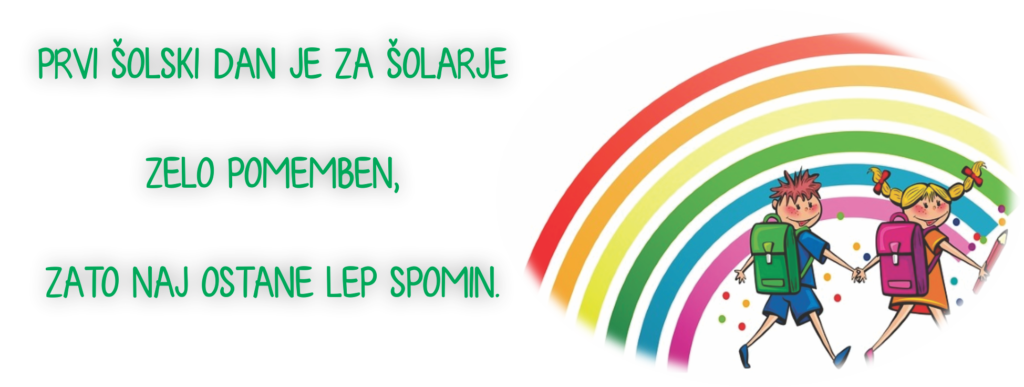 PRVI ŠOLSKI DAN JE ZA ŠOLARJE
ZELO POMEMBEN,
ZATO NAJ OSTANE LEP SPOMIN.